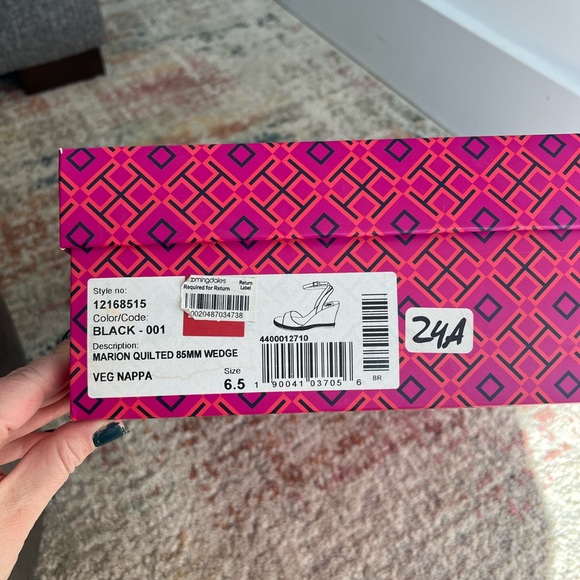 Style no:
12168515
Color/Code:
BLACK - 001
Description:
MARION QUILTED 85MM WEDGE
VEG NAPPA
Size
6.5
omingdales
Required for Return
Return
Label
0020487034738
4400012710
1 90041 03705 6
BR
24A